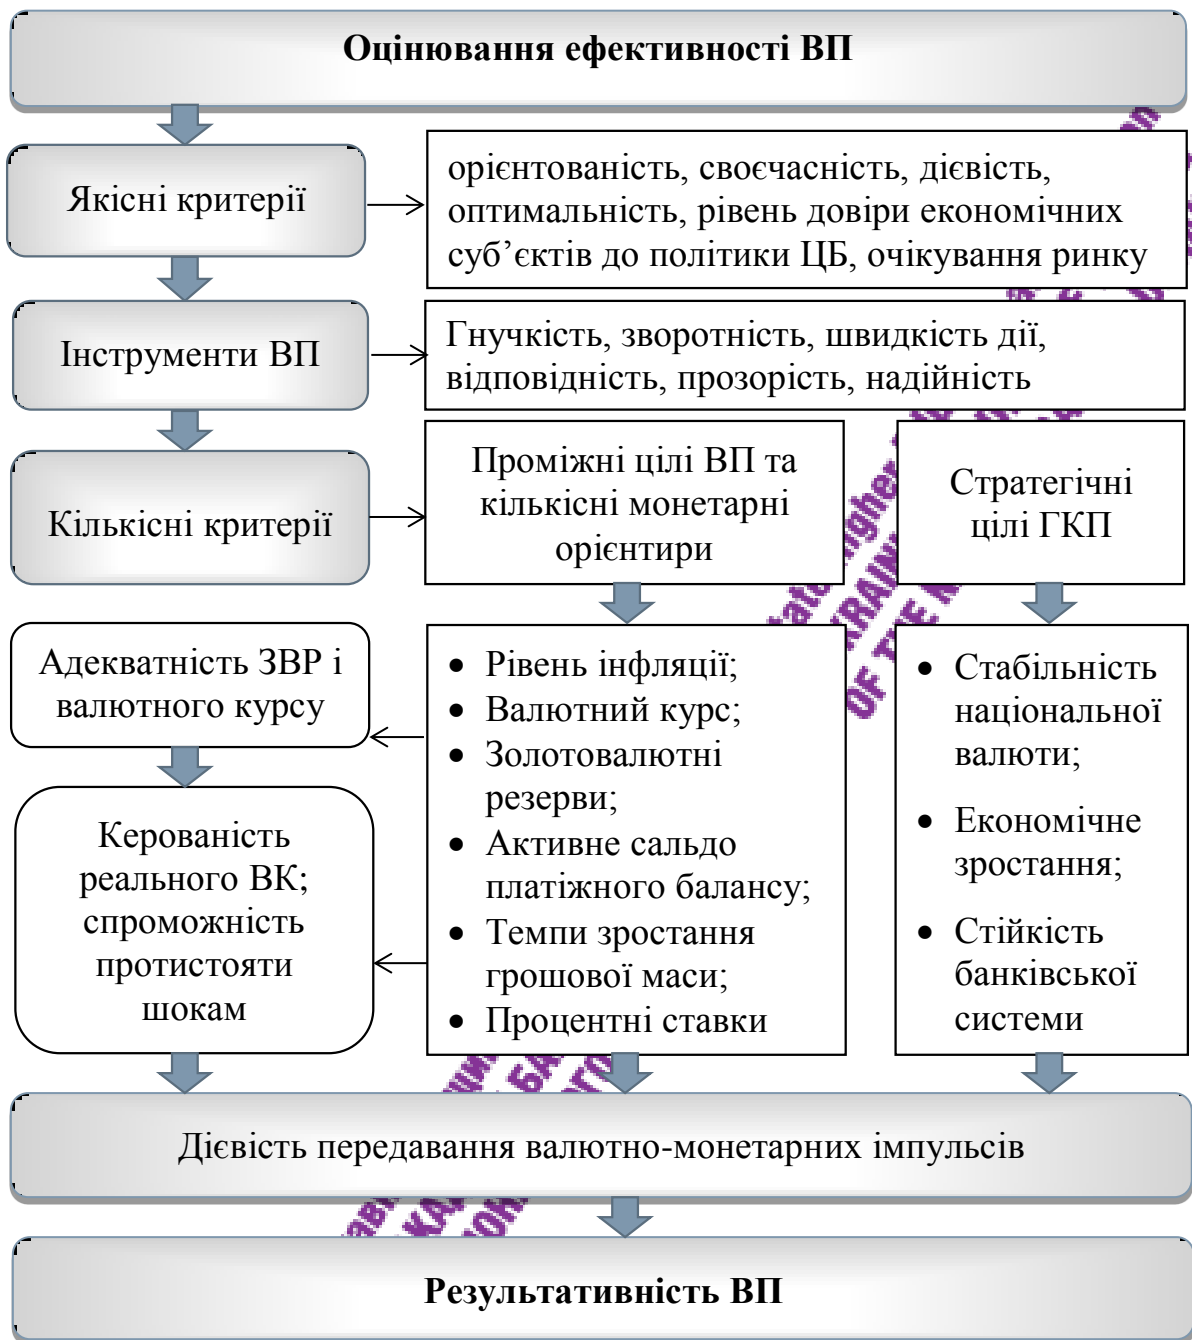 Оцінювання ефективності ВП
Якісні критерії
орієнтованість, своєчасність, дієвість,
оптимальність, рівень довіри економічних
суб’єктів до політики ЦБ, очікування ринку
Інструменти ВП
Гнучкість, зворотність, швидкість дії,
відповідність, прозорість, надійність
Кількісні критерії
Проміжні цілі ВП та
кількісні монетарні
орієнтири
Стратегічні
цілі ГКП
Адекватність ЗВР і
валютного курсу
Керованість
реального ВК;
спроможність
протистояти
шокам
• Рівень інфляції;
• Валютний курс;
• Золотовалютні
резерви;
• Активне сальдо
платіжного балансу;
• Темпи зростання
грошової маси;
• Процентні ставки
• Стабільність
національної
валюти;
• Економічне
зростання;
• Стійкість
банківської
системи
Дієвість передавання валютно-монетарних імпульсів
Результативність ВП
OF THE